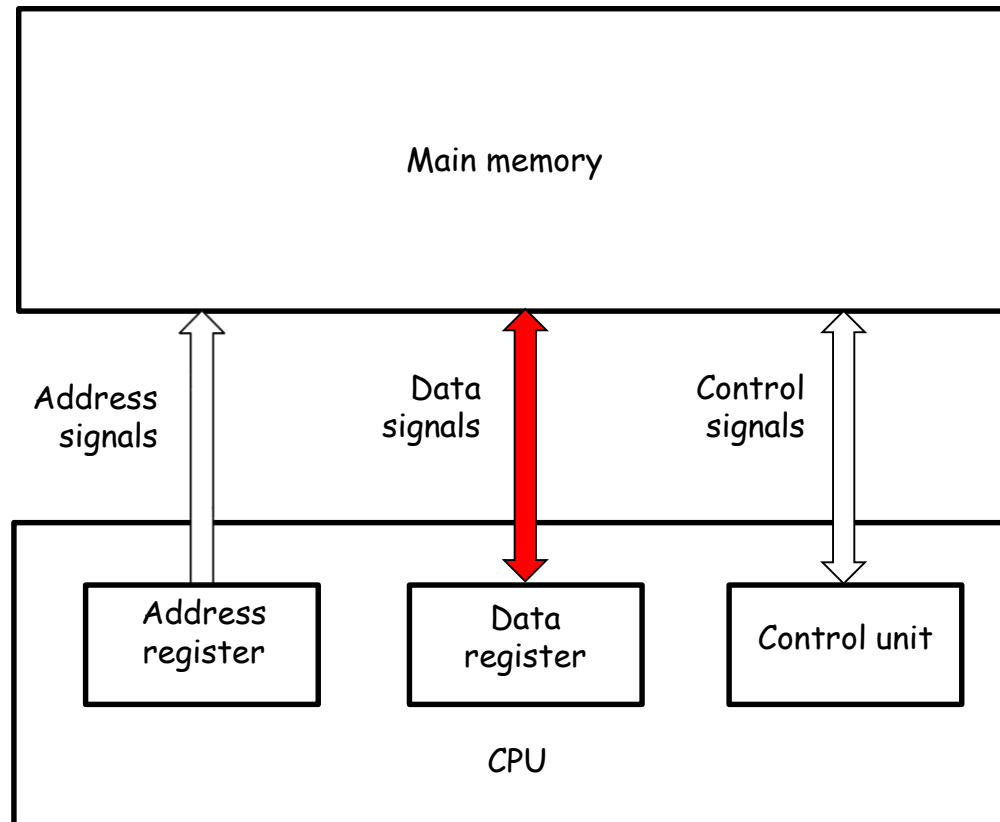 Main memory
Address
signals
Data
signals
Control
signals
Address
register
Data
register
Control unit
CPU